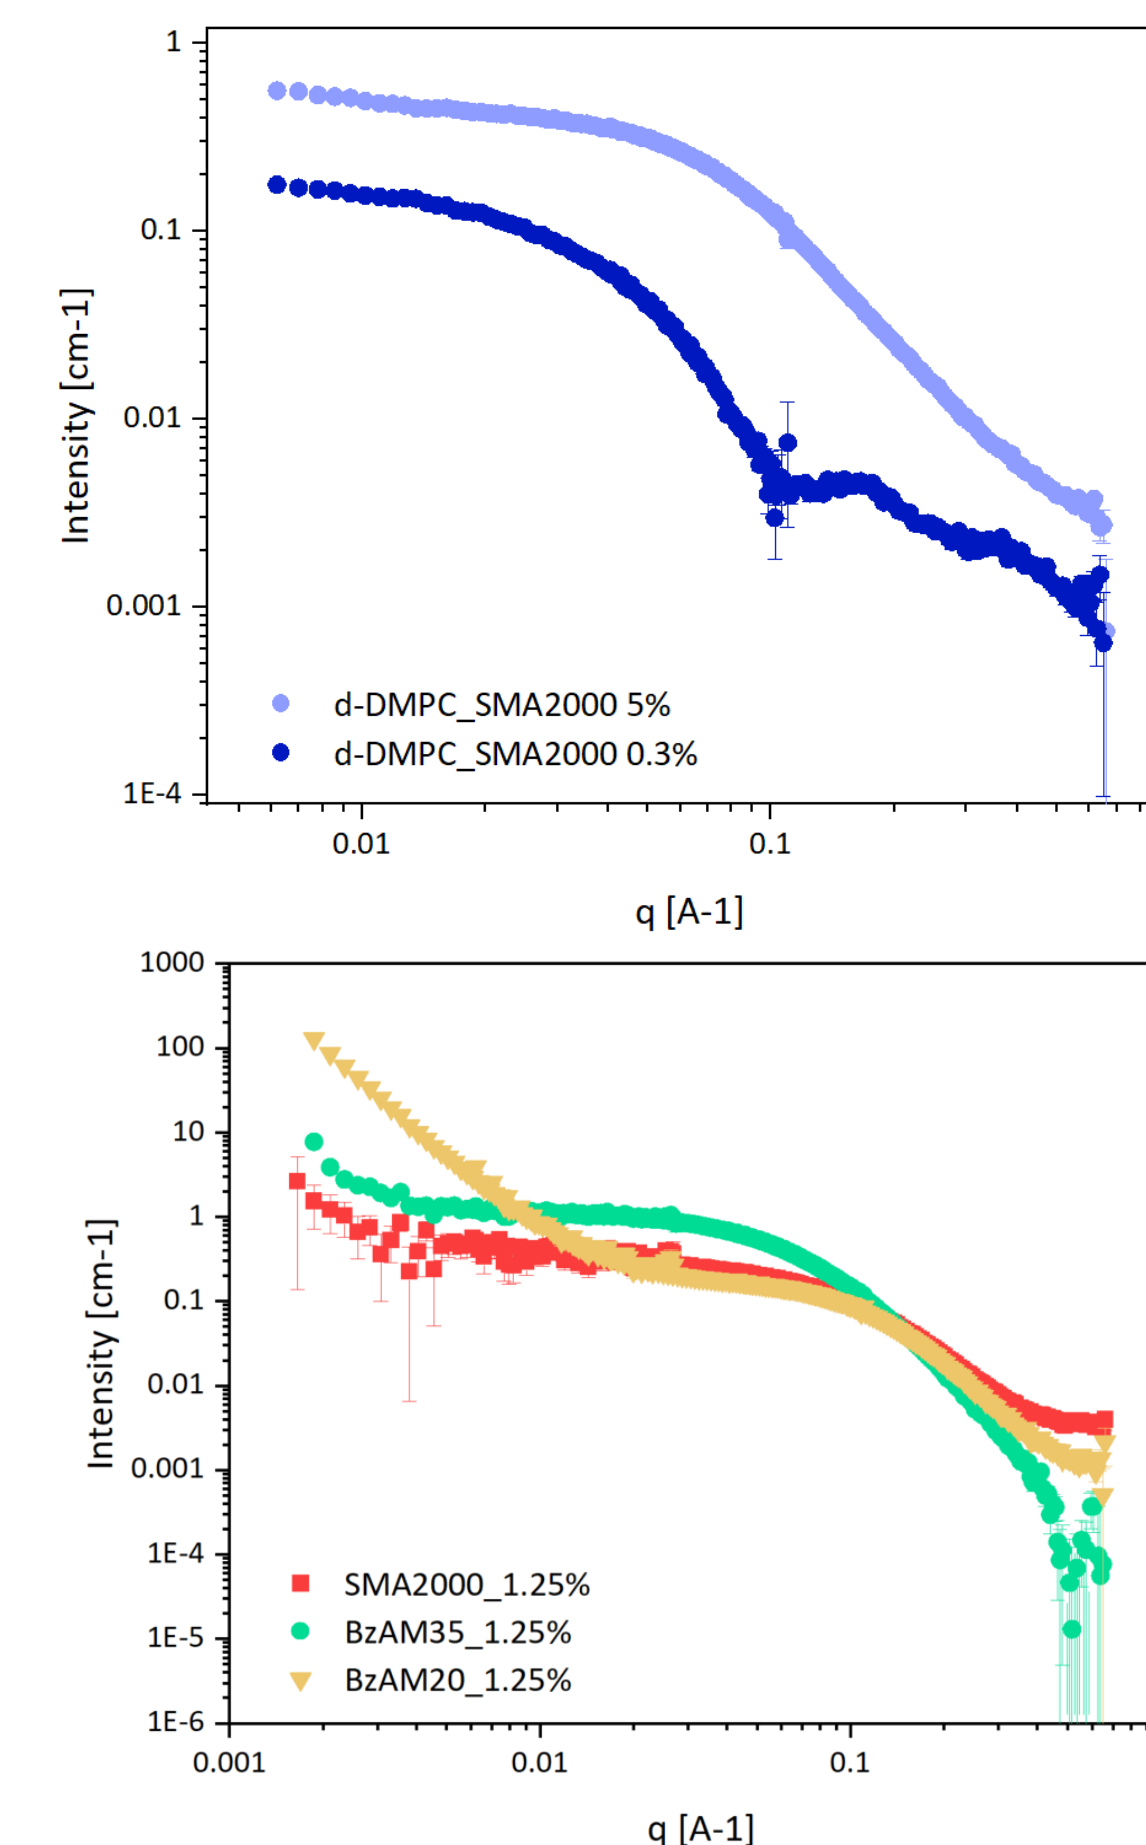 1
0.1
0.01
0.001
1E-4
Intensity [cm-1]
d-DMPC_SMA2000 5%
d-DMPC_SMA2000 0.3%
0.01 0.1
q [A-1]
1000
100
10
1
0.1
0.01
0.001
1E-4
1E-5
1E-6
Intensity [cm-1]
SMA2000_1.25%
BzAM35_1.25%
BzAM20_1.25%
0.001 0.01 0.1
q [A-1]